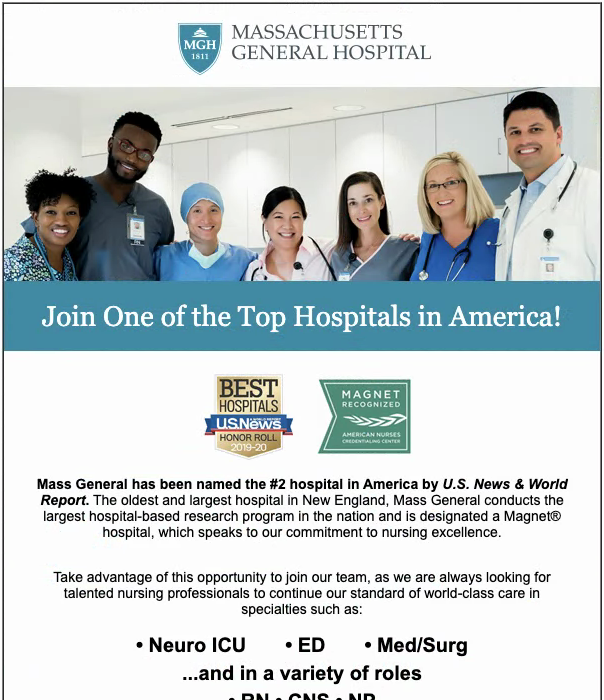 MGH
1811
MASSACHUSETTS
GENERAL HOSPITAL
Join One of the Top Hospitals in America!
BEST
HOSPITALS
U.S.News
HONOR ROLL
2019-20
MAGNET
RECOGNIZED
AMERICAN NURSES
CREDENTIALING CENTER
Mass General has been named the #2 hospital in America by U.S. News & World
Report. The oldest and largest hospital in New England, Mass General conducts the
largest hospital-based research program in the nation and is designated a Magnet®
hospital, which speaks to our commitment to nursing excellence.
Take advantage of this opportunity to join our team, as we are always looking for
talented nursing professionals to continue our standard of world-class care in
specialties such as:
• Neuro ICU • ED • Med/Surg
...and in a variety of roles
• RN • CNS • NP